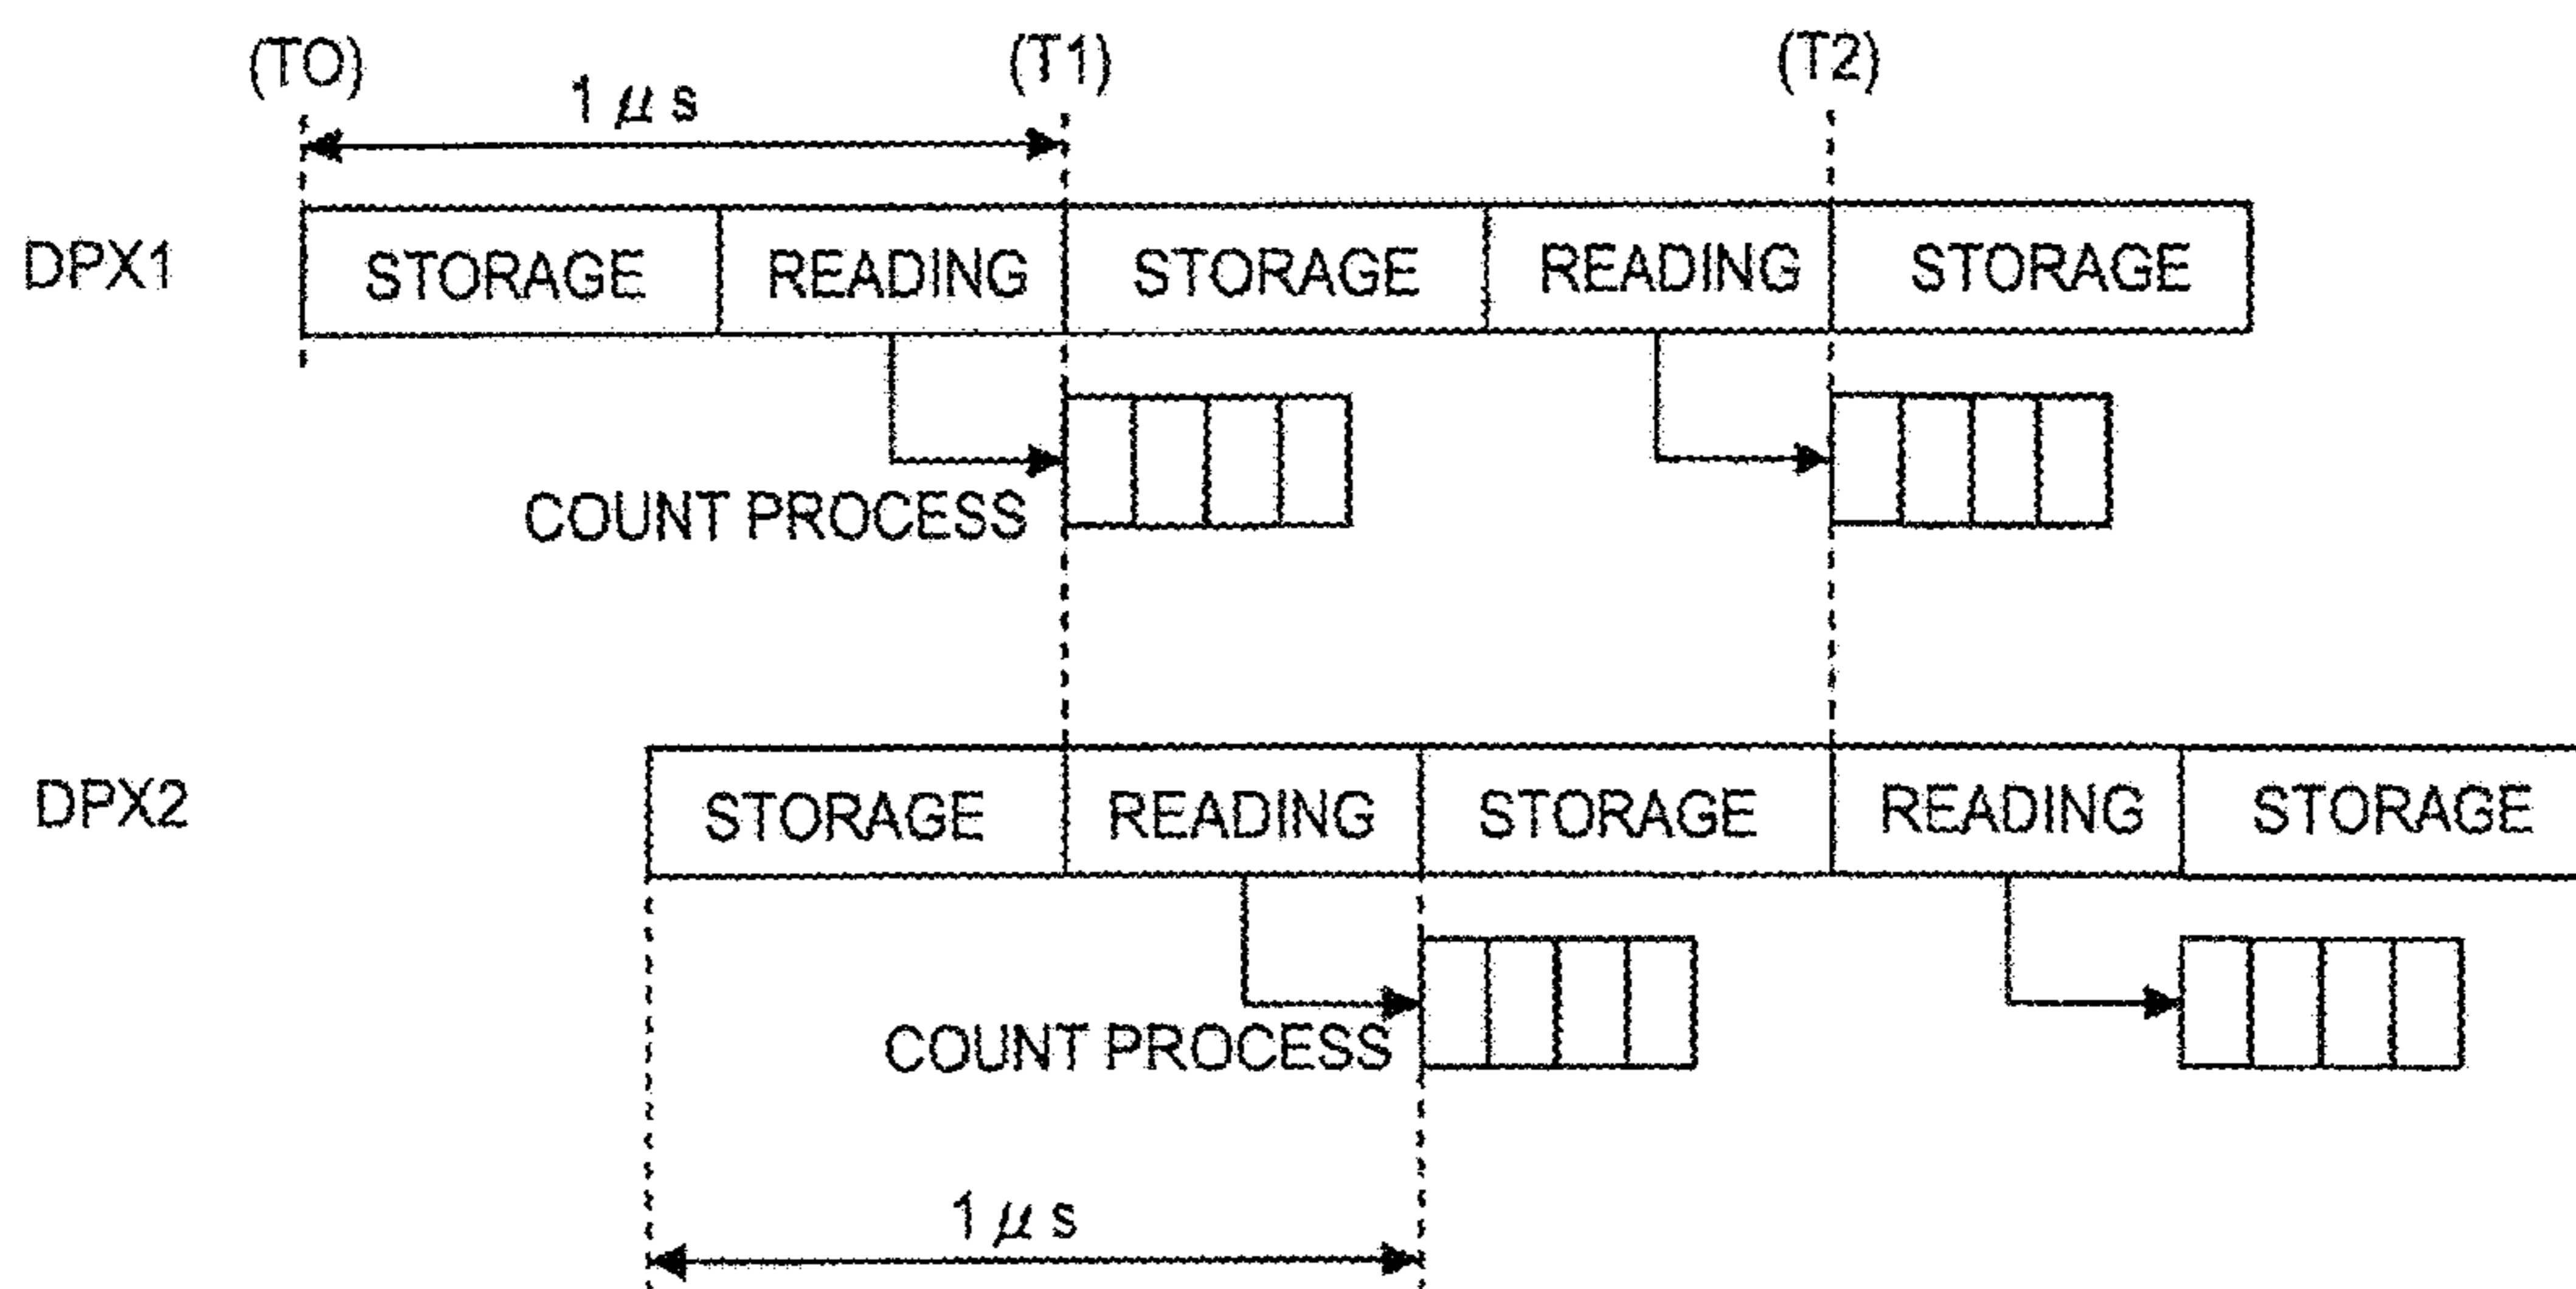 (TO) (T1) (T2)
1 μ s
DPX1 STORAGE READING STORAGE READING STORAGE
COUNT PROCESS
DPX2 STORAGE READING STORAGE READING STORAGE
COUNT PROCESS
1 μ s